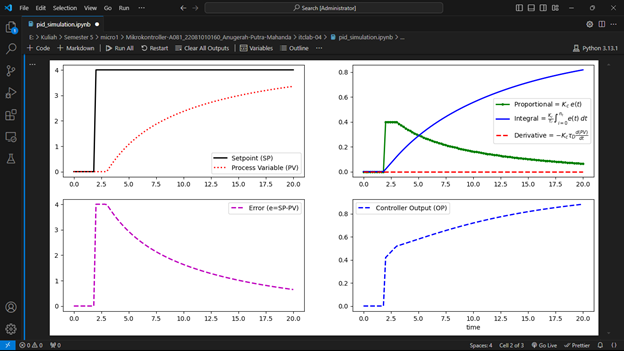 File Edit Selection View Go Run ···
Search [Administrator]
pid_simulation.ipynb
E: > Kuliah > Semester 5 > micro1 > Mikrokontroler-A081_22081010160_Anugerah-Putra-Mahanda > itclab-04 > pid_simulation.ipynb > ...
+ Code + Markdown Run All Restart Clear All Outputs Variables Outline ··· Python 3.13.1
...
4
3
2
1
0
Setpoint (SP)
Process Variable (PV)
0.0 2.5 5.0 7.5 10.0 12.5 15.0 17.5 20.0
0.8
0.6
0.4
0.2
0.0
Proportional = K_c e(t)
Integral = \frac{K_c}{τ_I}∫_{i=0}^{n_t} e(t) dt
Derivative = −K_cτ_D\frac{d(PV)}{dt}
0.0 2.5 5.0 7.5 10.0 12.5 15.0 17.5 20.0
4
3
2
1
0
Error (e=SP-PV)
0.0 2.5 5.0 7.5 10.0 12.5 15.0 17.5 20.0
0.8
0.6
0.4
0.2
0.0
Controller Output (OP)
0.0 2.5 5.0 7.5 10.0 12.5 15.0 17.5 20.0
time
0 0 0 Spaces: 4 Cell 2 of 3 Go Live Prettier